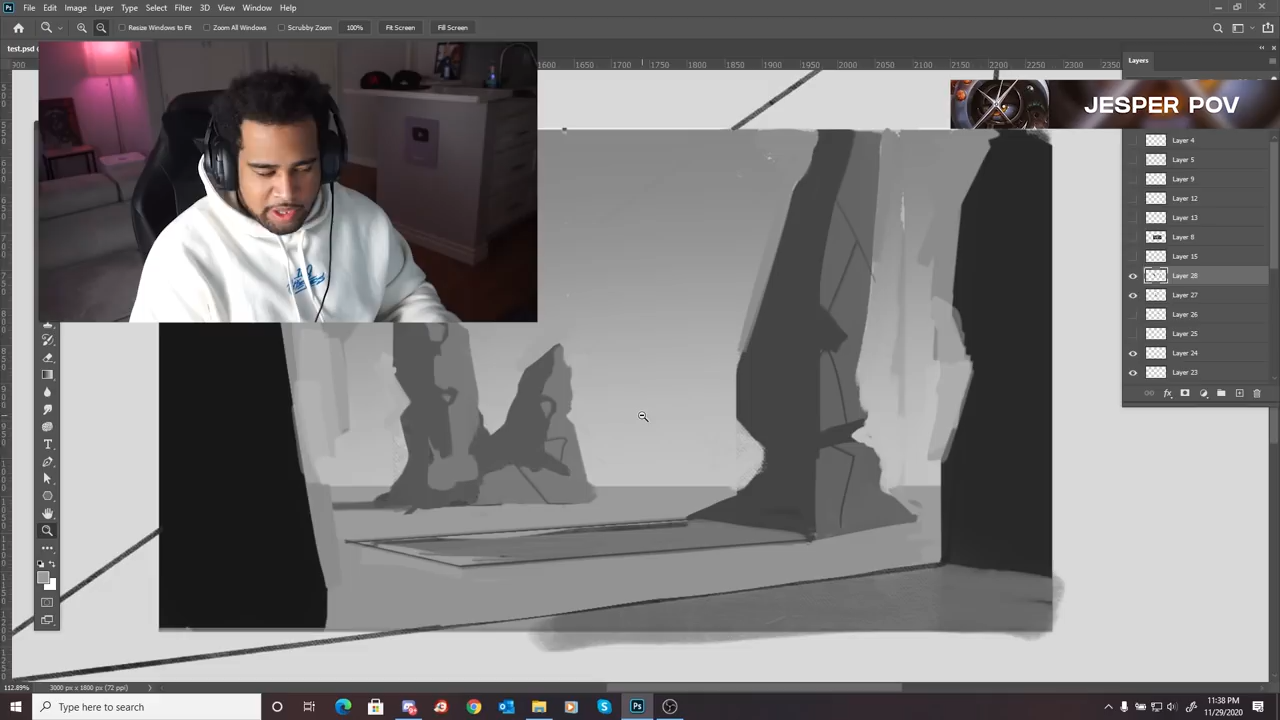 File Edit Image Layer Type Select Filter 3D View Window Help
Resize Windows to Fit Zoom All Windows Scrubby Zoom 100% Fit Screen Fill Screen
test.psd
Layers
300 1600 1650 1700 1750 1800 1850 1900 1950 2000 2050 2100 2150 2200 2250 2300 2350
JESPER POV
Layer 4
Layer 5
Layer 9
Layer 12
Layer 13
Layer 8
Layer 15
Layer 28
Layer 27
Layer 26
Layer 25
Layer 24
Layer 23
112.89% 3000 px x 1800 px (72 ppi)
Type here to search
11:38 PM
11/29/2020